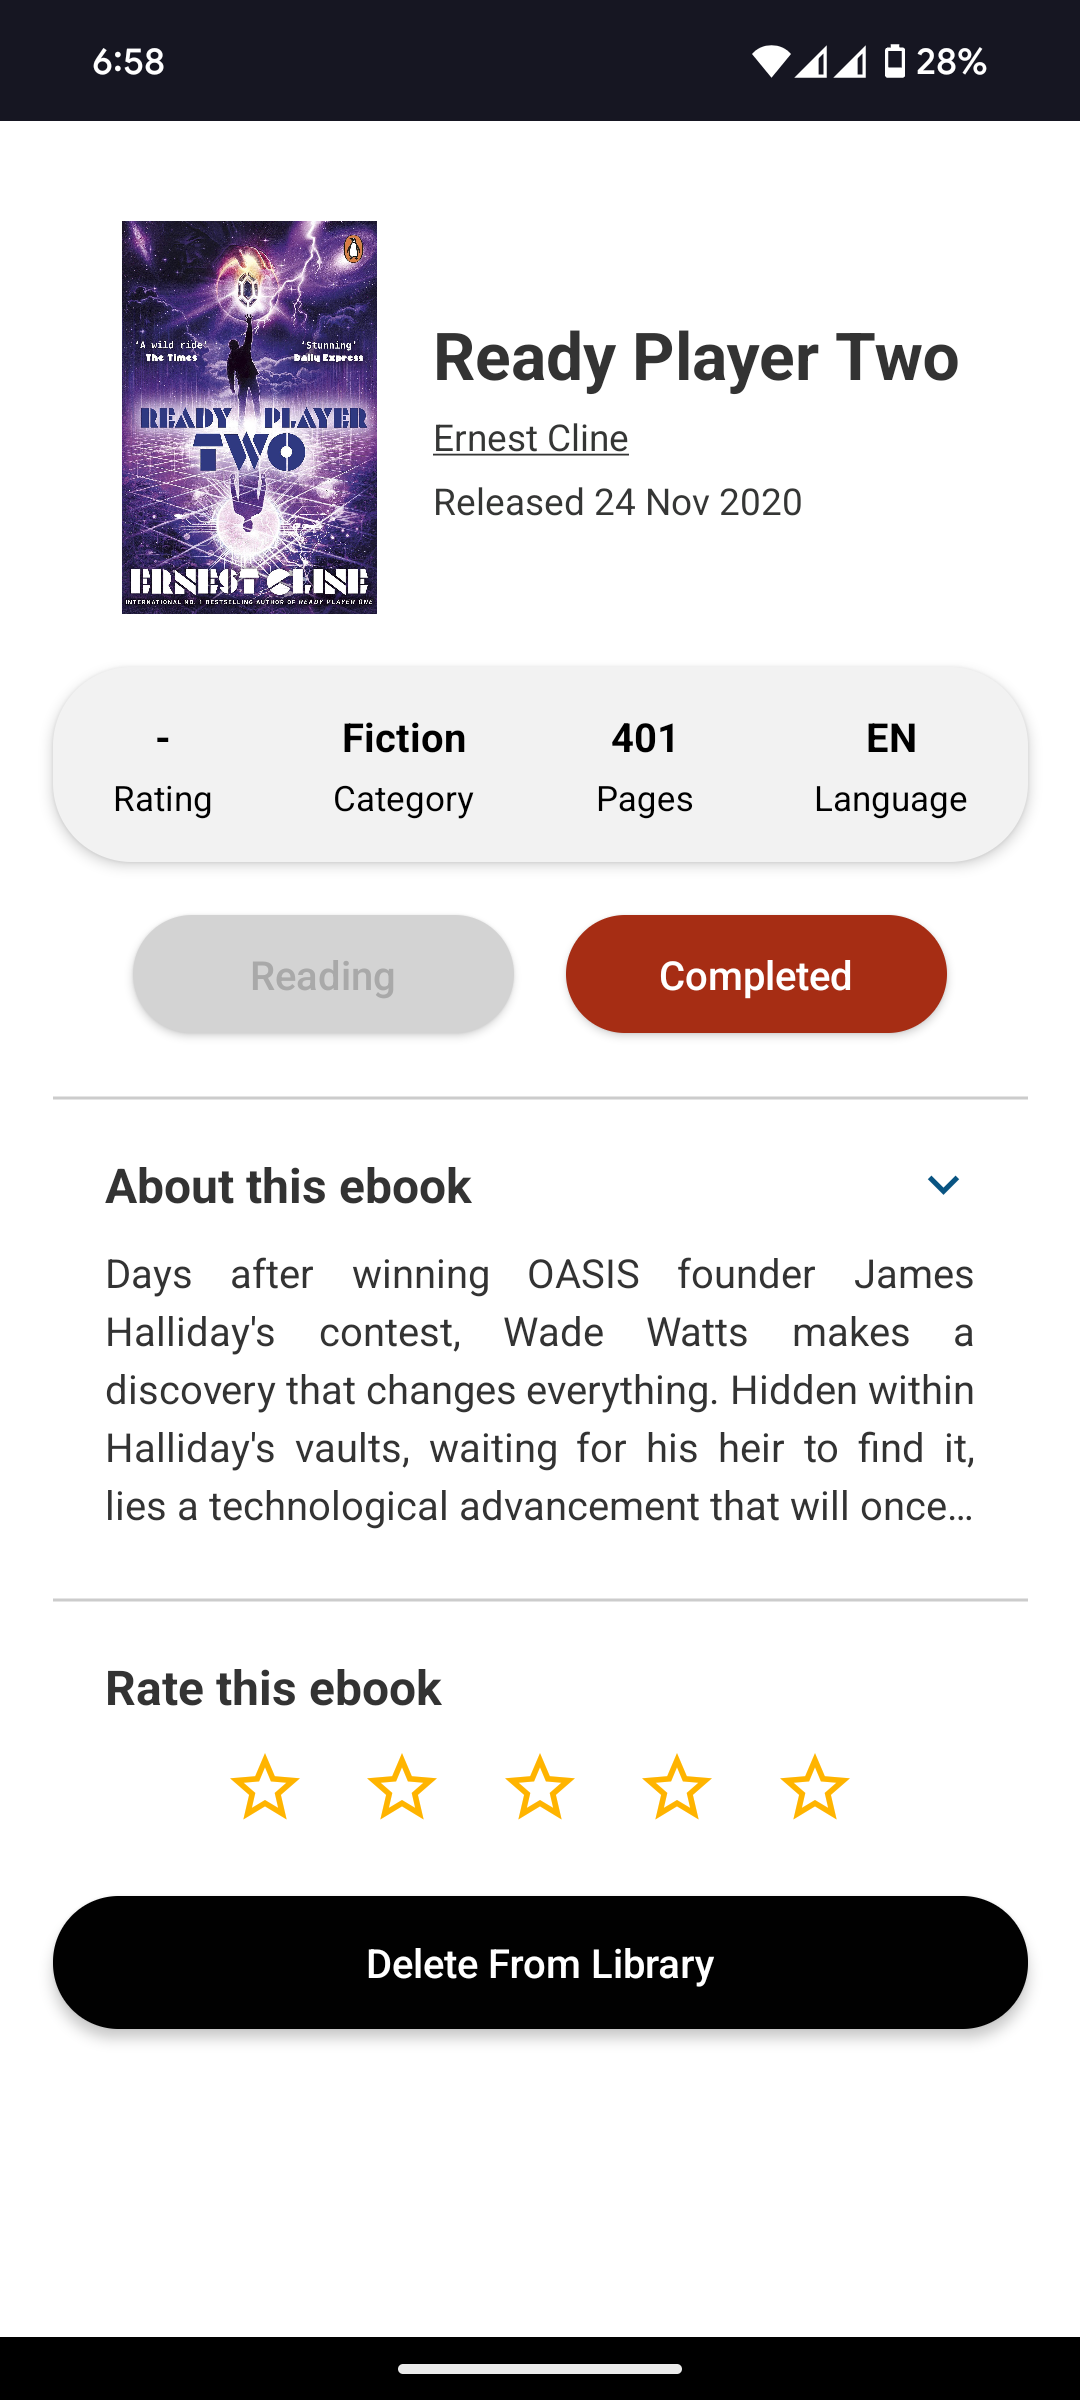 6:58
28%
'A wild ride'
The Times
'Stunning'
Daily Express
READY PLAYER
TWO
ERNEST CLINE
INTERNATIONAL NO. 1 BESTSELLING AUTHOR OF READY PLAYER ONE
Ready Player Two
Ernest Cline
Released 24 Nov 2020
- Fiction 401 EN
Rating Category Pages Language
Reading Completed
About this ebook
Days after winning OASIS founder James
Halliday's contest, Wade Watts makes a
discovery that changes everything. Hidden within
Halliday's vaults, waiting for his heir to find it,
lies a technological advancement that will once…
Rate this ebook
Delete From Library